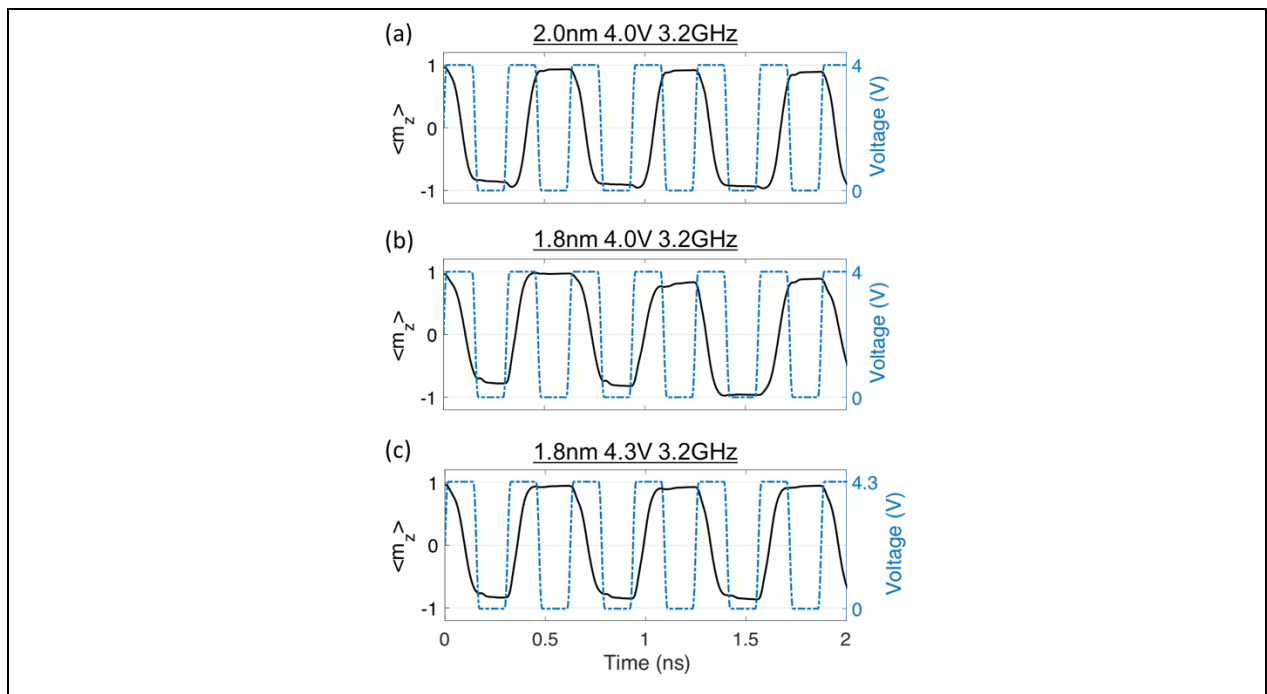 (a) 2.0nm 4.0V 3.2GHz
1
0
-1
<m_z>
4
0
Voltage (V)
(b) 1.8nm 4.0V 3.2GHz
1
0
-1
<m_z>
4
0
Voltage (V)
(c) 1.8nm 4.3V 3.2GHz
1
0
-1
<m_z>
4.3
0
Voltage (V)
0 0.5 1 1.5 2
Time (ns)